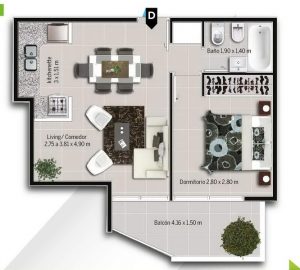 D
Baño 1.90 x 1.40 m
kitchenette
3 x 1.51 m
Living / Comedor
2,75 a 3.81 x 4.90 m
Dormitorio 2.80 x 2.80 m
Balcón 4.16 x 1.50 m